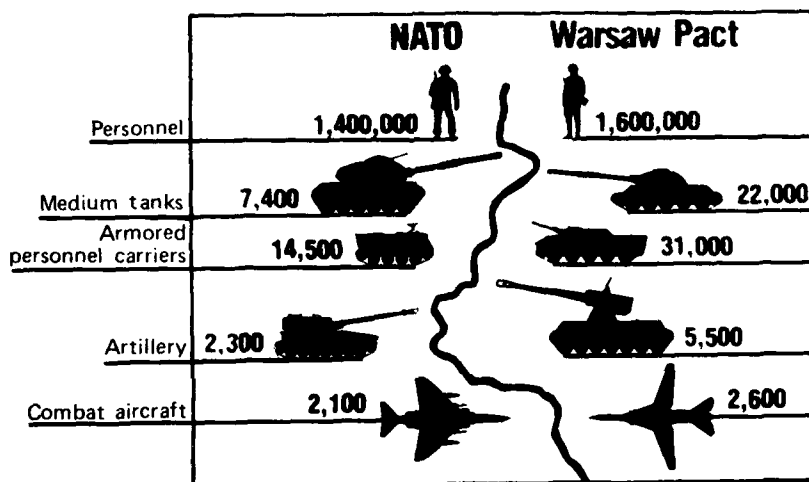 NATO Warsaw Pact
Personnel 1,400,000 1,600,000
Medium tanks 7,400 22,000
Armored
personnel carriers 14,500 31,000
Artillery 2,300 5,500
Combat aircraft 2,100 2,600